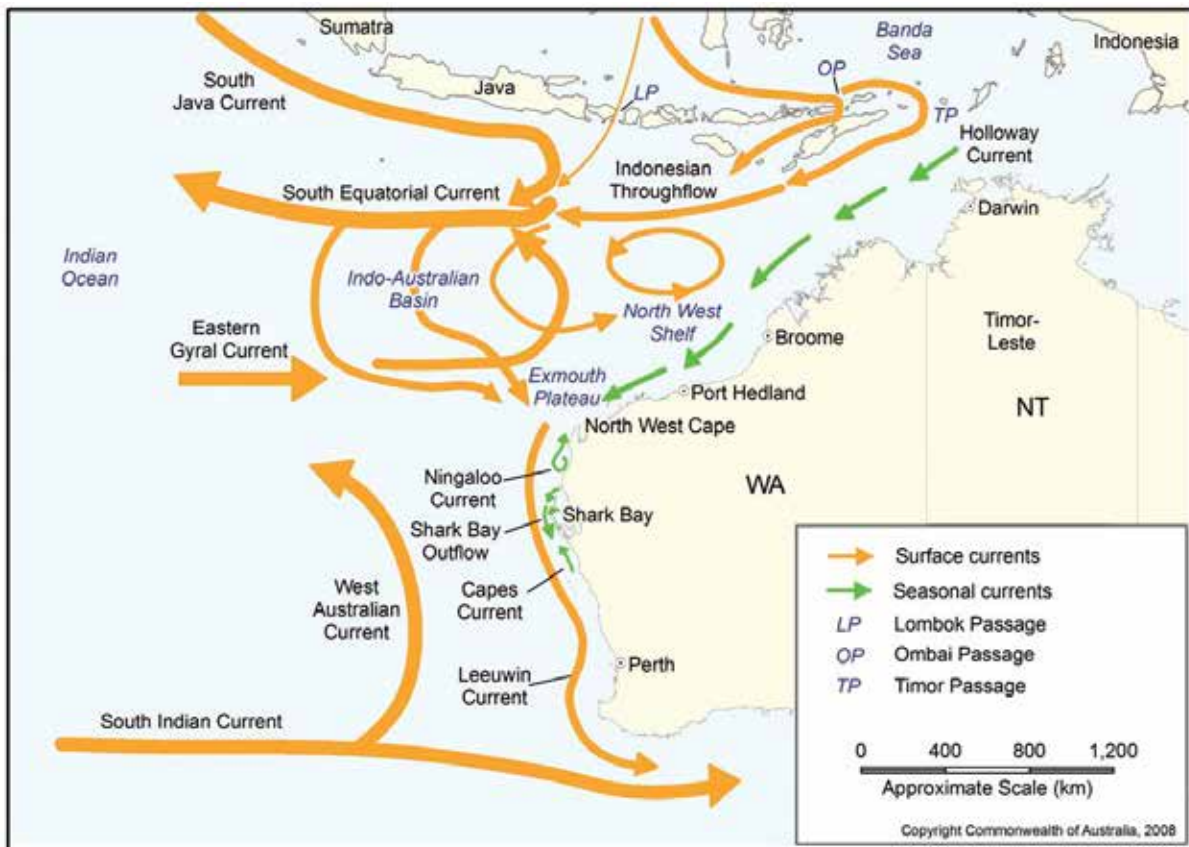 Sumatra
Banda
Sea
Indonesia
South
Java Current
Java
LP
OP
TP
Holloway
Current
Indonesian
Throughflow
South Equatorial Current
Darwin
Indian
Ocean
Indo-Australian
Basin
North West
Shelf
Eastern
Gyral Current
Broome
Timor-
Leste
Exmouth
Plateau
Port Hedland
NT
North West Cape
Ningaloo
Current
WA
Shark Bay
Shark Bay
Outflow
Capes
Current
West
Australian
Current
Perth
Leeuwin
Current
South Indian Current
Surface currents
Seasonal currents
LP Lombok Passage
OP Ombai Passage
TP Timor Passage
0 400 800 1,200
Approximate Scale (km)
Copyright Commonwealth of Australia, 2008